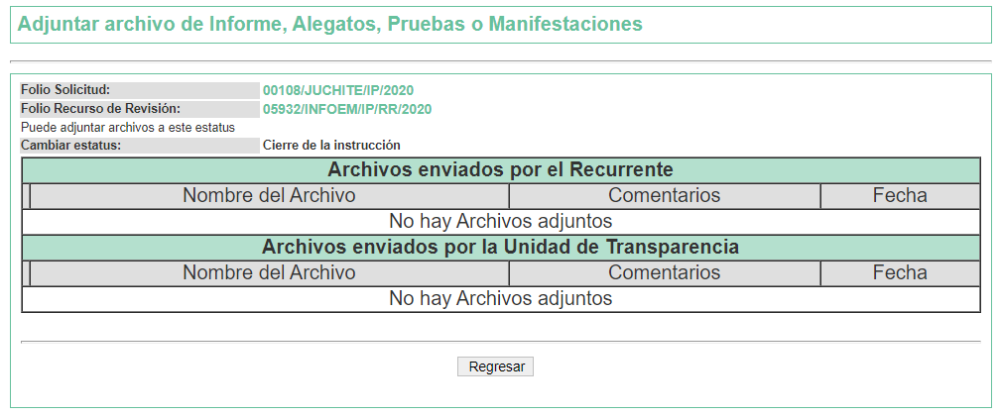 Adjuntar archivo de Informe, Alegatos, Pruebas o Manifestaciones
Folio Solicitud: 00108/JUCHITE/IP/2020
Folio Recurso de Revisión: 05932/INFOEM/IP/RR/2020
Puede adjuntar archivos a este estatus
Cambiar estatus: Cierre de la instrucción
Archivos enviados por el Recurrente
Nombre del Archivo Comentarios Fecha
No hay Archivos adjuntos
Archivos enviados por la Unidad de Transparencia
Nombre del Archivo Comentarios Fecha
No hay Archivos adjuntos
Regresar